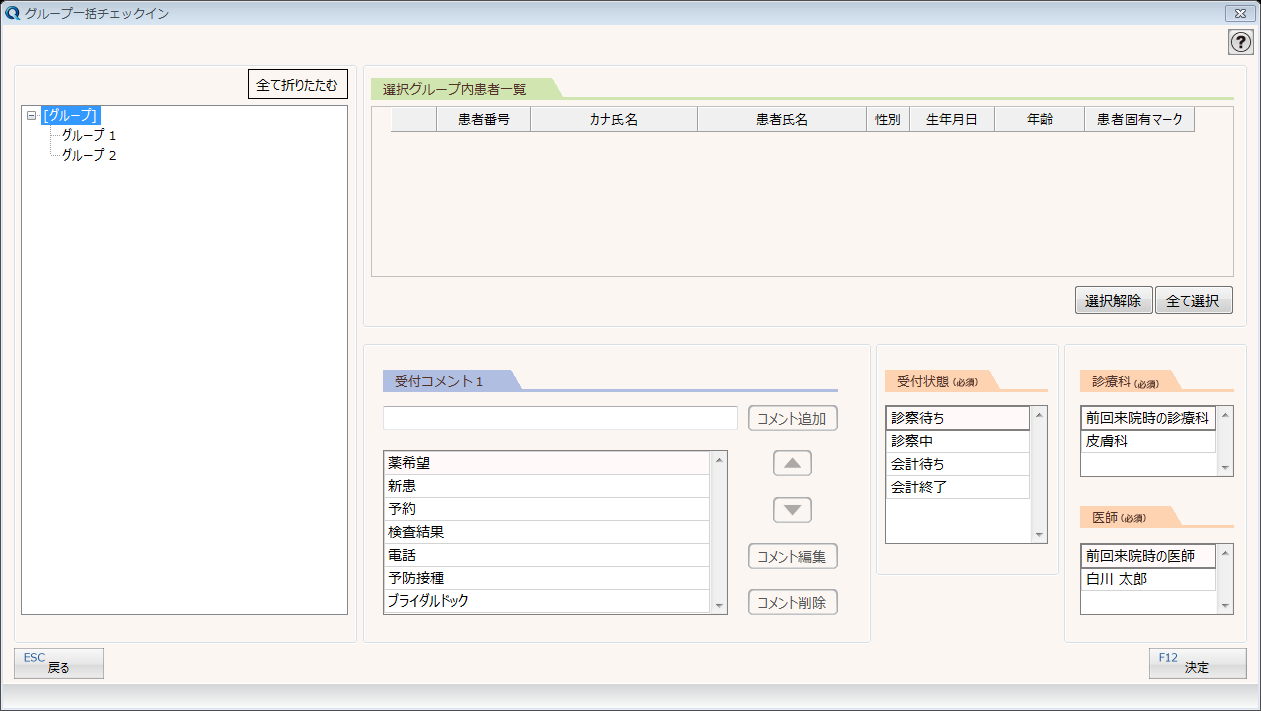 グループ一括チェックイン
?
全て折りたたむ
[グループ]
グループ 1
グループ 2
選択グループ内患者一覧
患者番号 カナ氏名 患者氏名 性別 生年月日 年齢 患者固有マーク
選択解除 全て選択
受付コメント1
コメント追加
薬希望
新患
予約
検査結果
電話
予防接種
ブライダルドック
コメント編集
コメント削除
受付状態 (必須)
診察待ち
診察中
会計待ち
会計終了
診療科 (必須)
前回来院時の診療科
皮膚科
医師 (必須)
前回来院時の医師
白川 太郎
ESC 戻る
F12 決定